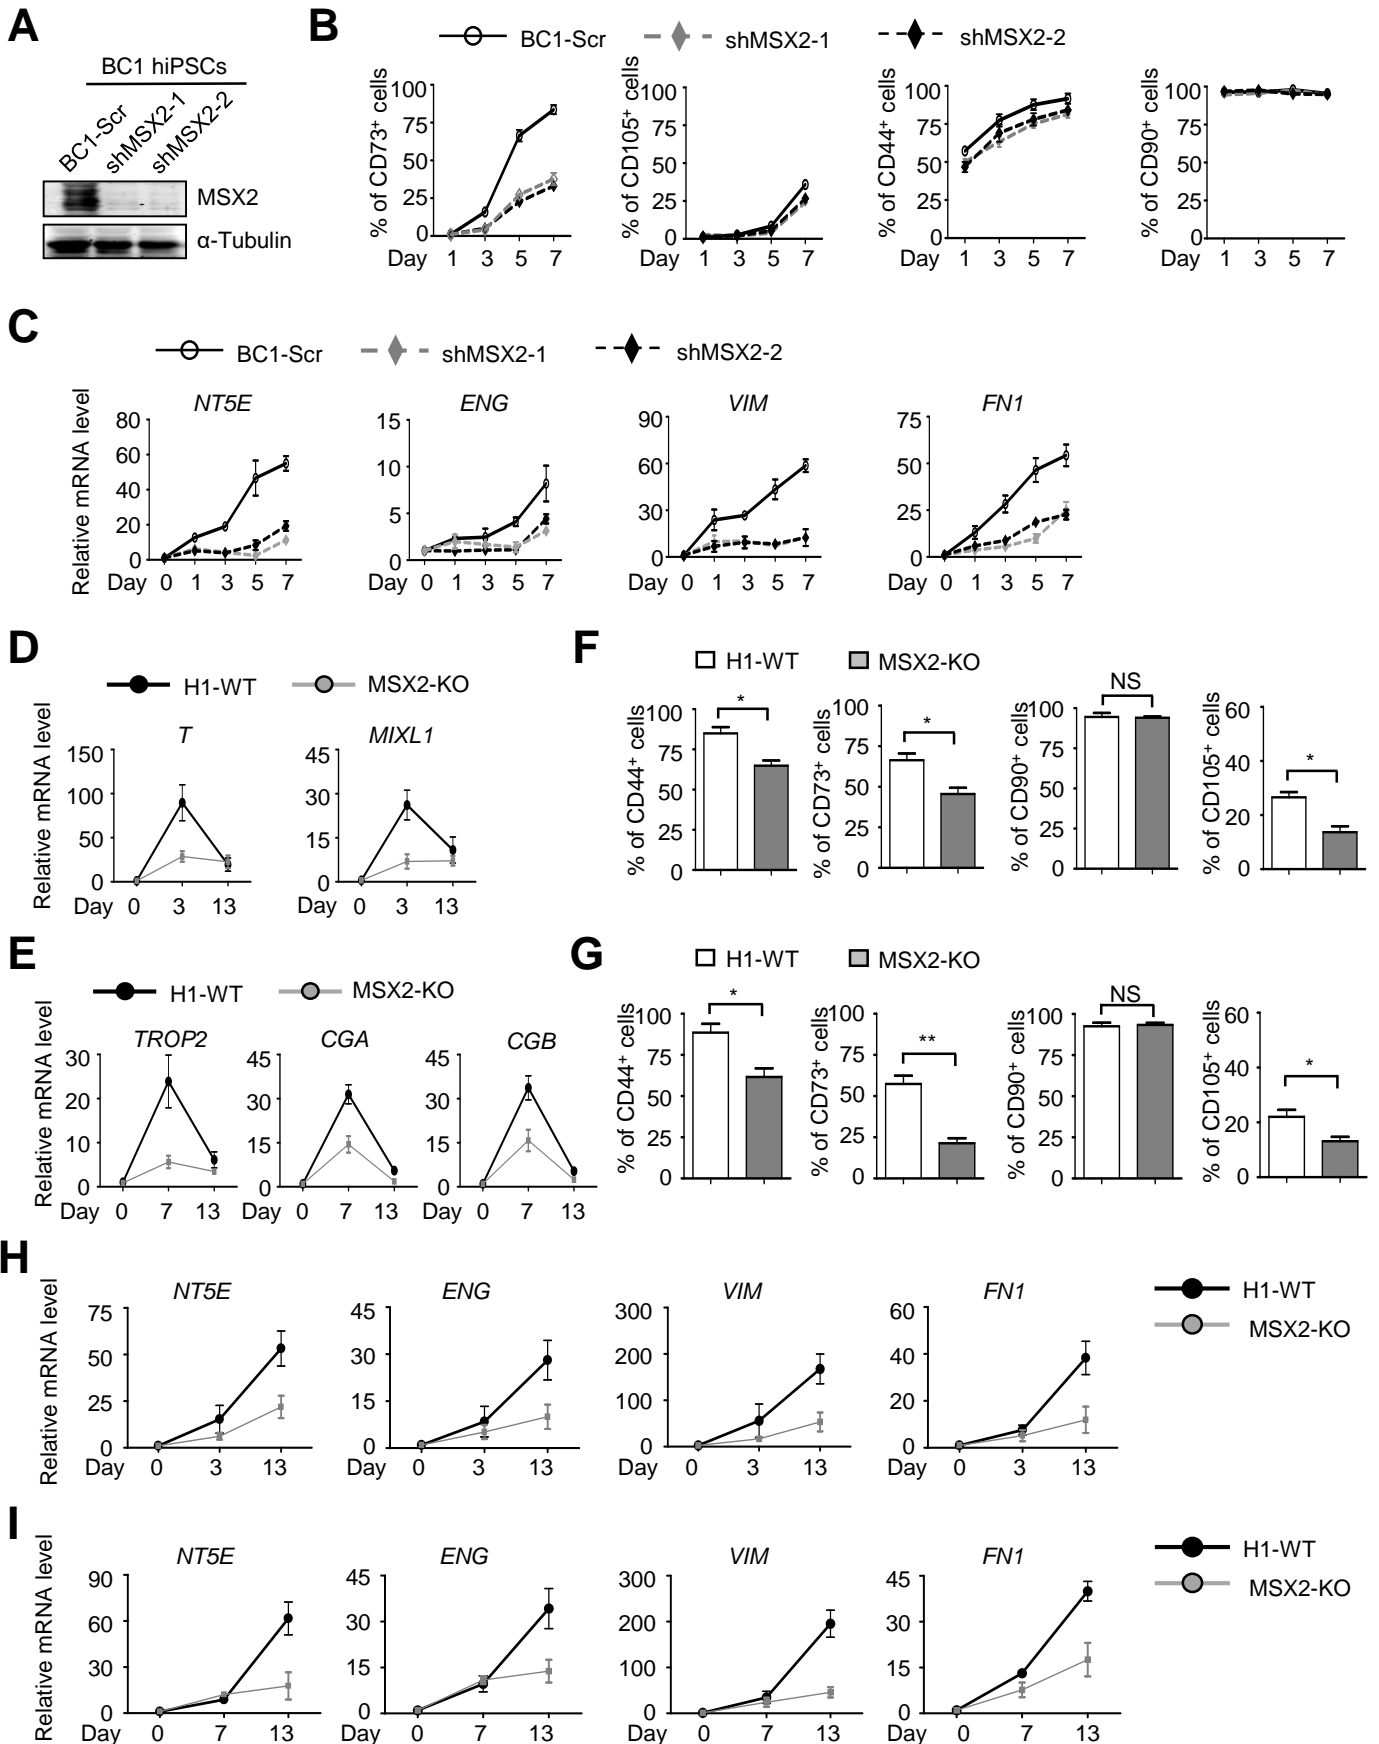 A
BC1 hiPSCs
BC1-Scr
shMSX2-1
shMSX2-2
MSX2
α-Tubulin
B
BC1-Scr
shMSX2-1
shMSX2-2
% of CD73⁺ cells
100
75
50
25
0
Day 1 3 5 7
% of CD105⁺ cells
100
75
50
25
0
Day 1 3 5 7
% of CD44⁺ cells
100
75
50
25
0
Day 1 3 5 7
% of CD90⁺ cells
100
75
50
25
0
Day 1 3 5 7
C
BC1-Scr
shMSX2-1
shMSX2-2
Relative mRNA level
NT5E
80
60
40
20
0
Day 0 1 3 5 7
ENG
15
10
5
0
Day 0 1 3 5 7
VIM
90
60
30
0
Day 0 1 3 5 7
FN1
75
50
25
0
Day 0 1 3 5 7
D
H1-WT
MSX2-KO
Relative mRNA level
T
150
100
50
0
Day 0 3 13
MIXL1
45
30
15
0
Day 0 3 13
E
H1-WT
MSX2-KO
Relative mRNA level
TROP2
30
20
10
0
Day 0 7 13
CGA
45
30
15
0
Day 0 7 13
CGB
45
30
15
0
Day 0 7 13
F
H1-WT
MSX2-KO
% of CD44⁺ cells
100
75
50
25
0
*
% of CD73⁺ cells
100
75
50
25
0
*
% of CD90⁺ cells
100
75
50
25
0
NS
% of CD105⁺ cells
60
40
20
0
*
G
H1-WT
MSX2-KO
% of CD44⁺ cells
100
75
50
25
0
*
% of CD73⁺ cells
100
75
50
25
0
**
% of CD90⁺ cells
100
75
50
25
0
NS
% of CD105⁺ cells
60
40
20
0
*
H
Relative mRNA level
NT5E
75
50
25
0
Day 0 3 13
ENG
45
30
15
0
Day 0 3 13
VIM
300
200
100
0
Day 0 3 13
FN1
60
40
20
0
Day 0 3 13
H1-WT
MSX2-KO
I
Relative mRNA level
NT5E
90
60
30
0
Day 0 7 13
ENG
45
30
15
0
Day 0 7 13
VIM
300
200
100
0
Day 0 7 13
FN1
45
30
15
0
Day 0 7 13
H1-WT
MSX2-KO